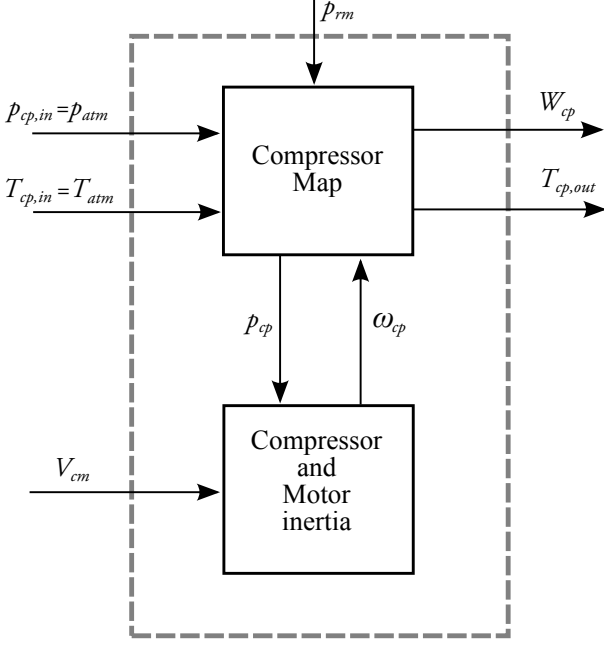 p_rm
p_cp,in = p_atm
W_cp
Compressor
Map
T_cp,in = T_atm
T_cp,out
p_cp
ω_cp
Compressor
and
Motor
inertia
V_cm